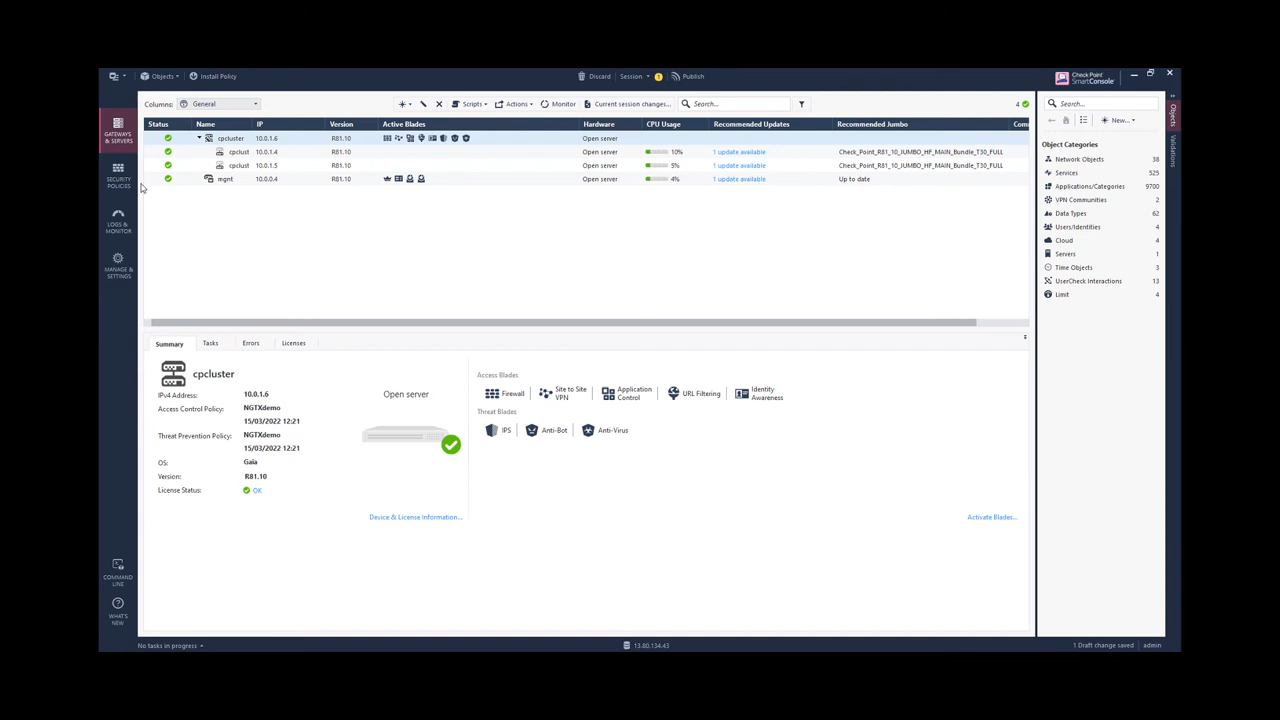 Objects
Install Policy
Discard
Session
1
Publish
Check Point
SmartConsole
GATEWAYS
& SERVERS
SECURITY
POLICIES
LOGS &
MONITOR
MANAGE &
SETTINGS
COMMAND
LINE
WHAT'S
NEW
Columns:
General
Scripts
Actions
Monitor
Current session changes...
Search...
4
Status Name IP Version Active Blades Hardware CPU Usage Recommended Updates Recommended Jumbo Com
cpcluster 10.0.1.6 R81.10 Open server
cpclust 10.0.1.4 R81.10 Open server 10% 1 update available Check_Point_R81_10_JUMBO_HF_MAIN_Bundle_T30_FULL
cpclust 10.0.1.5 R81.10 Open server 5% 1 update available Check_Point_R81_10_JUMBO_HF_MAIN_Bundle_T30_FULL
mgnt 10.0.0.4 R81.10 Open server 4% 1 update available Up to date
Summary Tasks Errors Licenses
cpcluster
IPv4 Address: 10.0.1.6
Access Control Policy: NGTXdemo
15/03/2022 12:21
Threat Prevention Policy: NGTXdemo
15/03/2022 12:21
OS: Gaia
Version: R81.10
License Status: OK
Open server
Device & License Information...
Access Blades
Firewall
Site to Site
VPN
Application
Control
URL Filtering
Identity
Awareness
Threat Blades
IPS
Anti-Bot
Anti-Virus
Activate Blades...
Search...
New...
Object Categories
Network Objects 38
Services 525
Applications/Categories 9700
VPN Communities 2
Data Types 62
Users/Identities 4
Cloud 4
Servers 1
Time Objects 3
UserCheck Interactions 13
Limit 4
Objects
Validations
No tasks in progress
13.80.134.43
1 Draft change saved
admin